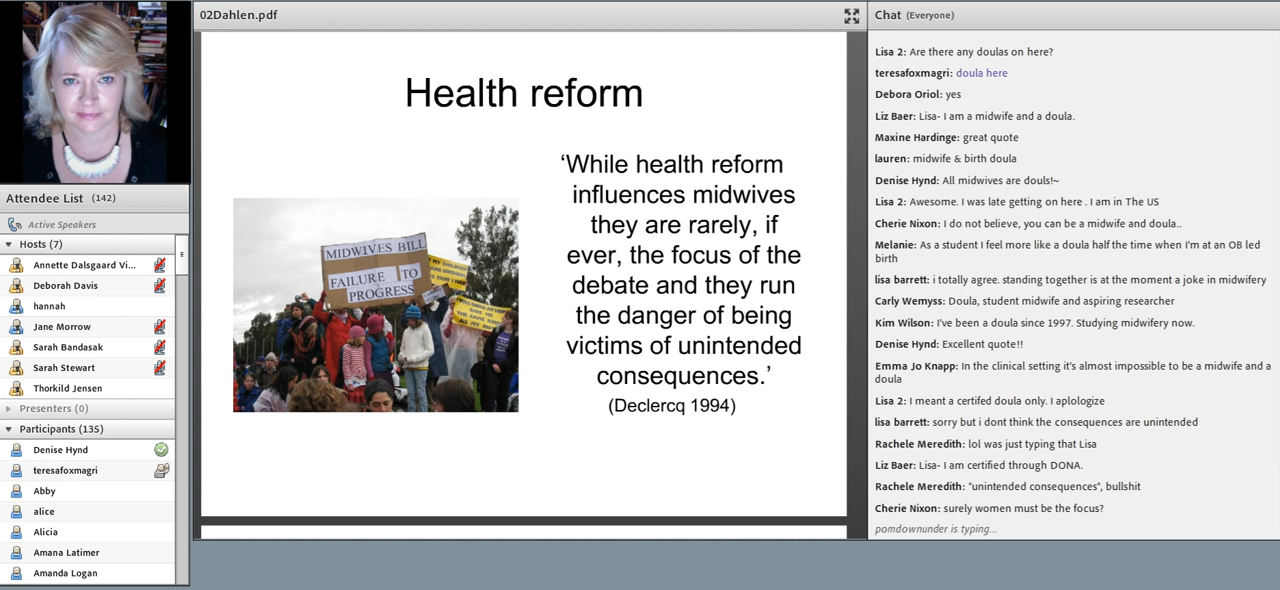 02Dahlen.pdf
Health reform
MIDWIVES BILL
FAILURE TO
PROGRESS
‘While health reform
influences midwives
they are rarely, if
ever, the focus of the
debate and they run
the danger of being
victims of unintended
consequences.’
(Declercq 1994)
Attendee List (142)
Active Speakers
Hosts (7)
Annette Dalsgaard Vi...
Deborah Davis
hannah
Jane Morrow
Sarah Bandasak
Sarah Stewart
Thorkild Jensen
Presenters (0)
Participants (135)
Denise Hynd
teresafoxmagri
Abby
alice
Alicia
Amana Latimer
Amanda Logan
Chat (Everyone)
Lisa 2: Are there any doulas on here?
teresafoxmagri: doula here
Debora Oriol: yes
Liz Baer: Lisa- I am a midwife and a doula.
Maxine Hardinge: great quote
lauren: midwife & birth doula
Denise Hynd: All midwives are douls!~
Lisa 2: Awesome. I was late getting on here . I am in The US
Cherie Nixon: I do not believe, you can be a midwife and doula..
Melanie: As a student I feel more like a doula half the time when I'm at an OB led
birth
lisa barrett: i totally agree. standing together is at the moment a joke in midwifery
Carly Wemyss: Doula, student midwife and aspiring researcher
Kim Wilson: I've been a doula since 1997. Studying midwifery now.
Denise Hynd: Excellent quote!!
Emma Jo Knapp: In the clinical setting it's almost impossible to be a midwife and a
doula
Lisa 2: I meant a certifed doula only. I aplologize
lisa barrett: sorry but i dont think the consequences are unintended
Rachele Meredith: lol was just typing that Lisa
Liz Baer: Lisa- I am certified through DONA.
Rachele Meredith: "unintended consequences", bullshit
Cherie Nixon: surely women must be the focus?
pomdownunder is typing...